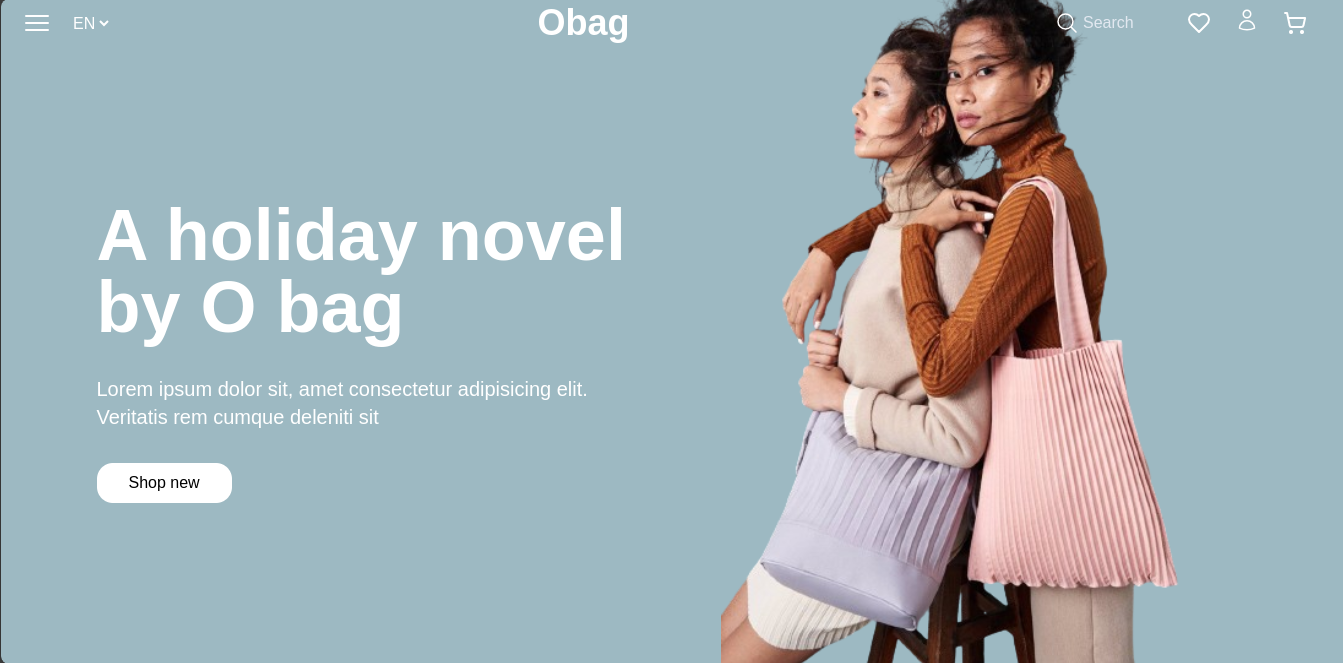 EN
Obag
Search
A holiday novel
by O bag
Lorem ipsum dolor sit, amet consectetur adipisicing elit.
Veritatis rem cumque deleniti sit
Shop new